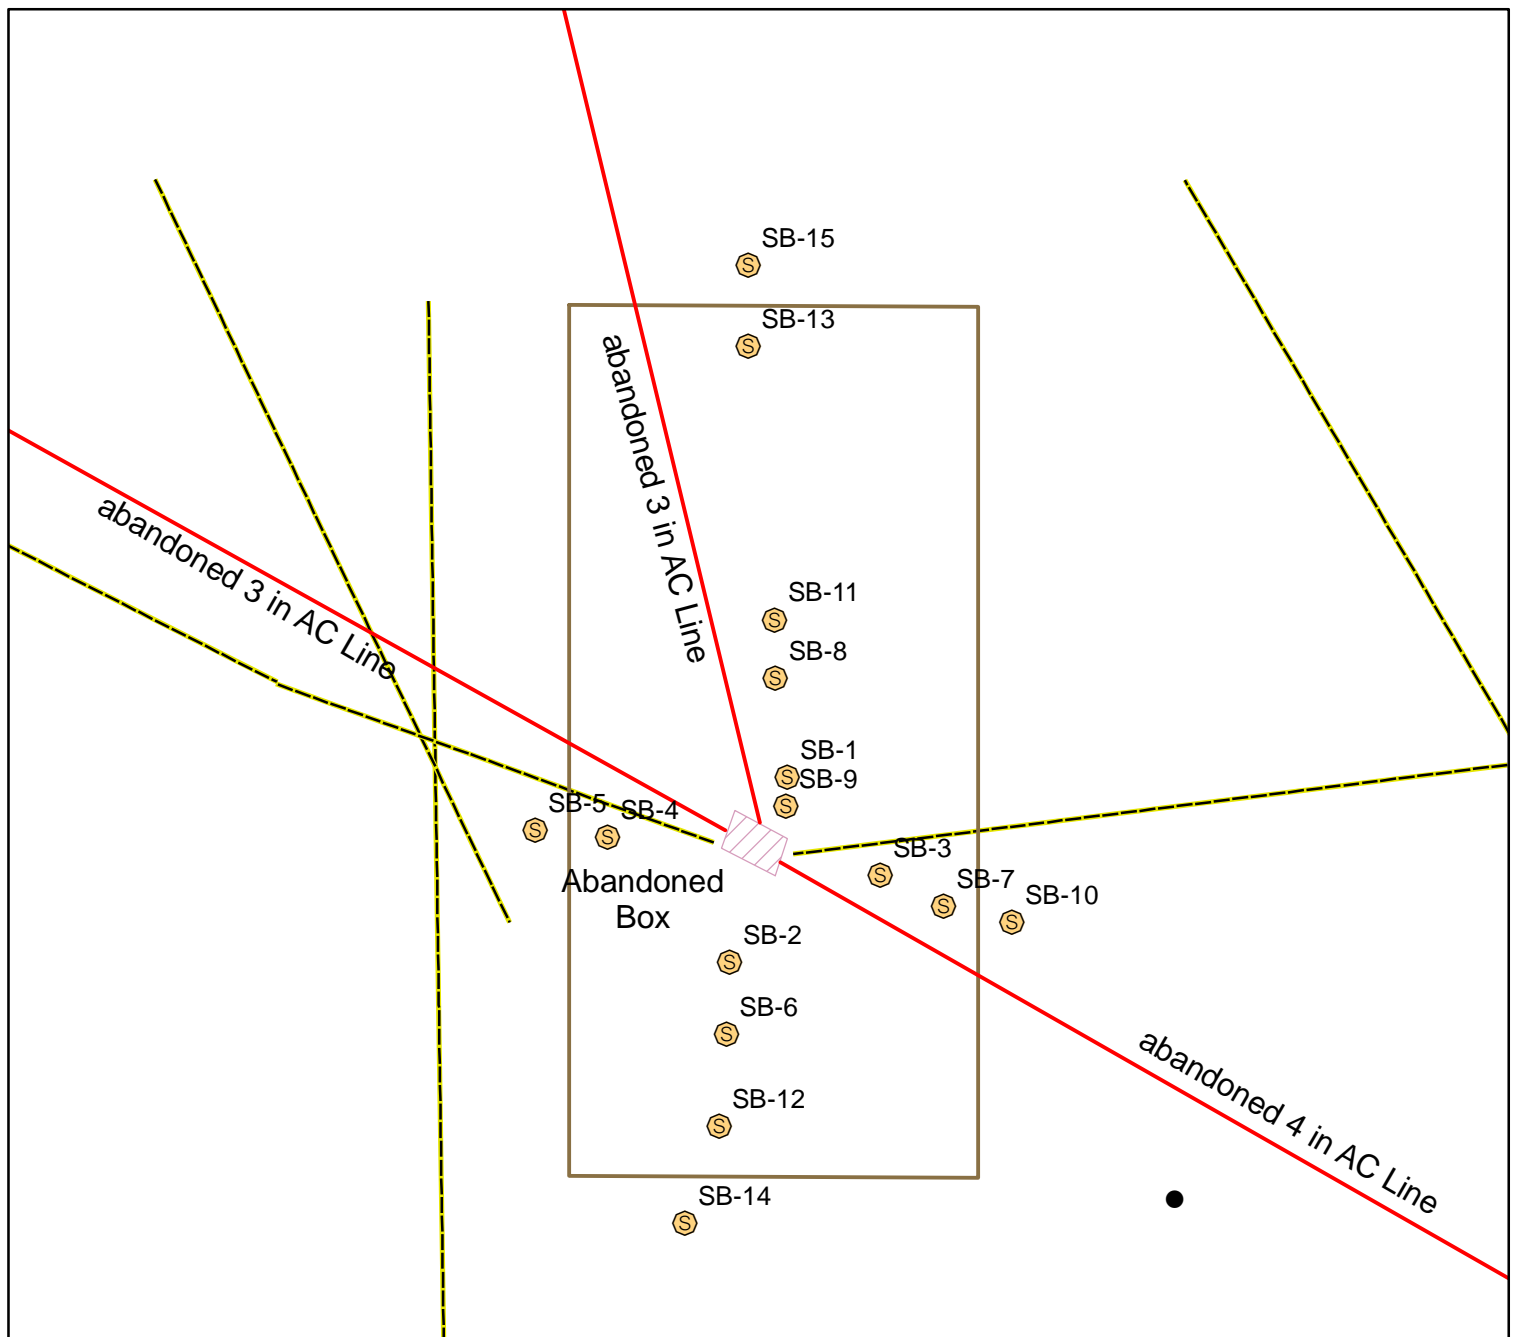 SB-15
S
SB-13
S
abandoned 3 in AC Line
abandoned 3 in AC Line
SB-11
S
SB-8
S
SB-1
S
SB-9
S
SB-5
S
SB-4
S
SB-3
S
Abandoned
Box
SB-7
S
SB-10
S
SB-2
S
SB-6
S
abandoned 4 in AC Line
SB-12
S
SB-14
S